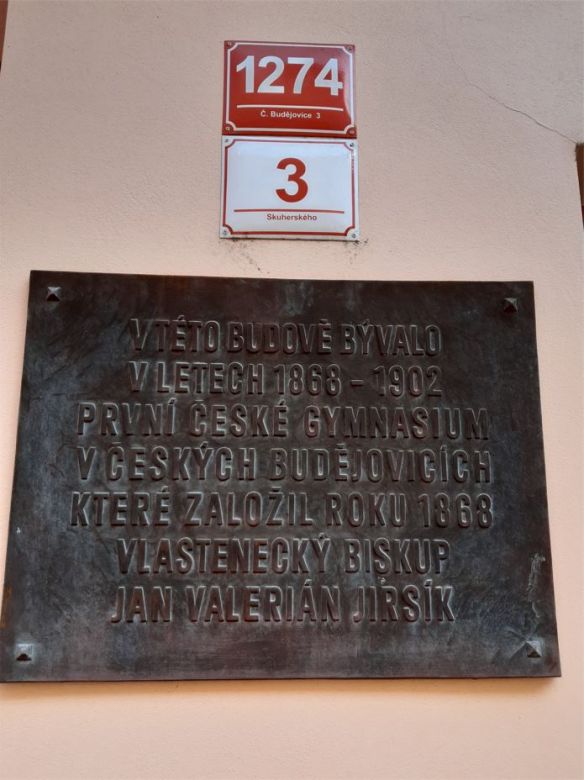 1274
Č. Budějovice 3
3
Skuherského
V TÉTO BUDOVĚ BÝVALO
V LETECH 1868 – 1902
PRVNÍ ČESKÉ GYMNASIUM
V ČESKÝCH BUDĚJOVICÍCH
KTERÉ ZALOŽIL ROKU 1868
VLASTENECKÝ BISKUP
JAN VALERIÁN JIRSÍK